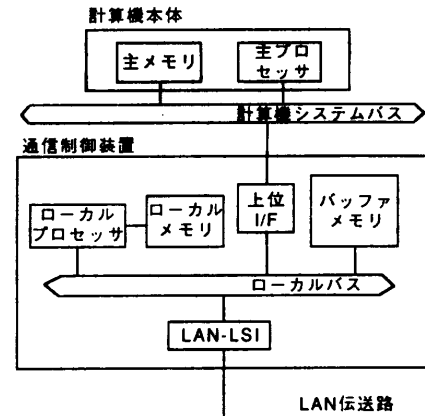 計算機本体
主メモリ
主プロ
セッサ
計算機システムバス
通信制御装置
ローカル
プロセッサ
ローカル
メモリ
上位
I/F
バッファ
メモリ
ローカルバス
LAN-LSI
LAN伝送路